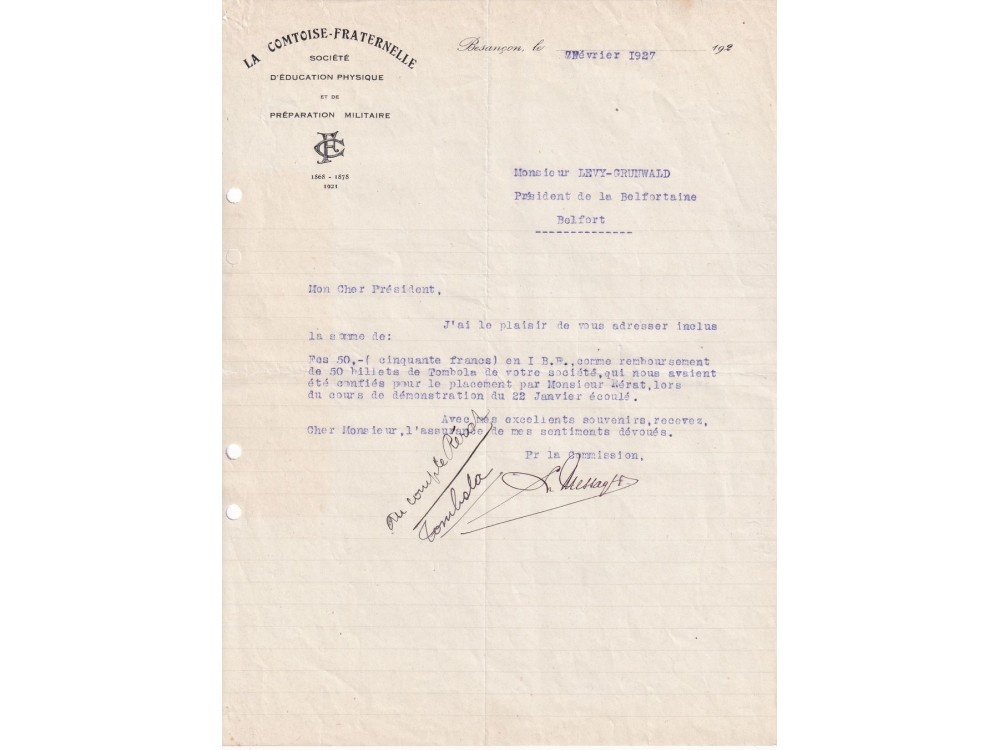 LA COMTOISE-FRATERNELLE
SOCIÉTÉ
D'ÉDUCATION PHYSIQUE
ET DE
PRÉPARATION MILITAIRE
FC
1868 - 1878
1921
Besançon, le 192
Février 1927
Monsieur LEVY-GRUNWALD
Président de la Belfortaine
Belfort
--------------
Mon Cher Président,
J'ai le plaisir de vous adresser inclus
la somme de:
Fcs 50,-( cinquante francs) en I B.B.,comme remboursement
de 50 billets de Tombola de votre société,qui nous avaient
été confiés pour le placement par Monsieur Nérat,lors
du cours de démonstration du 22 Janvier écoulé.
Avec mes excellents souvenirs,recevez,
Cher Monsieur,l'assurance de mes sentiments dévoués.
Pr la Commission,
au compte
Tombola